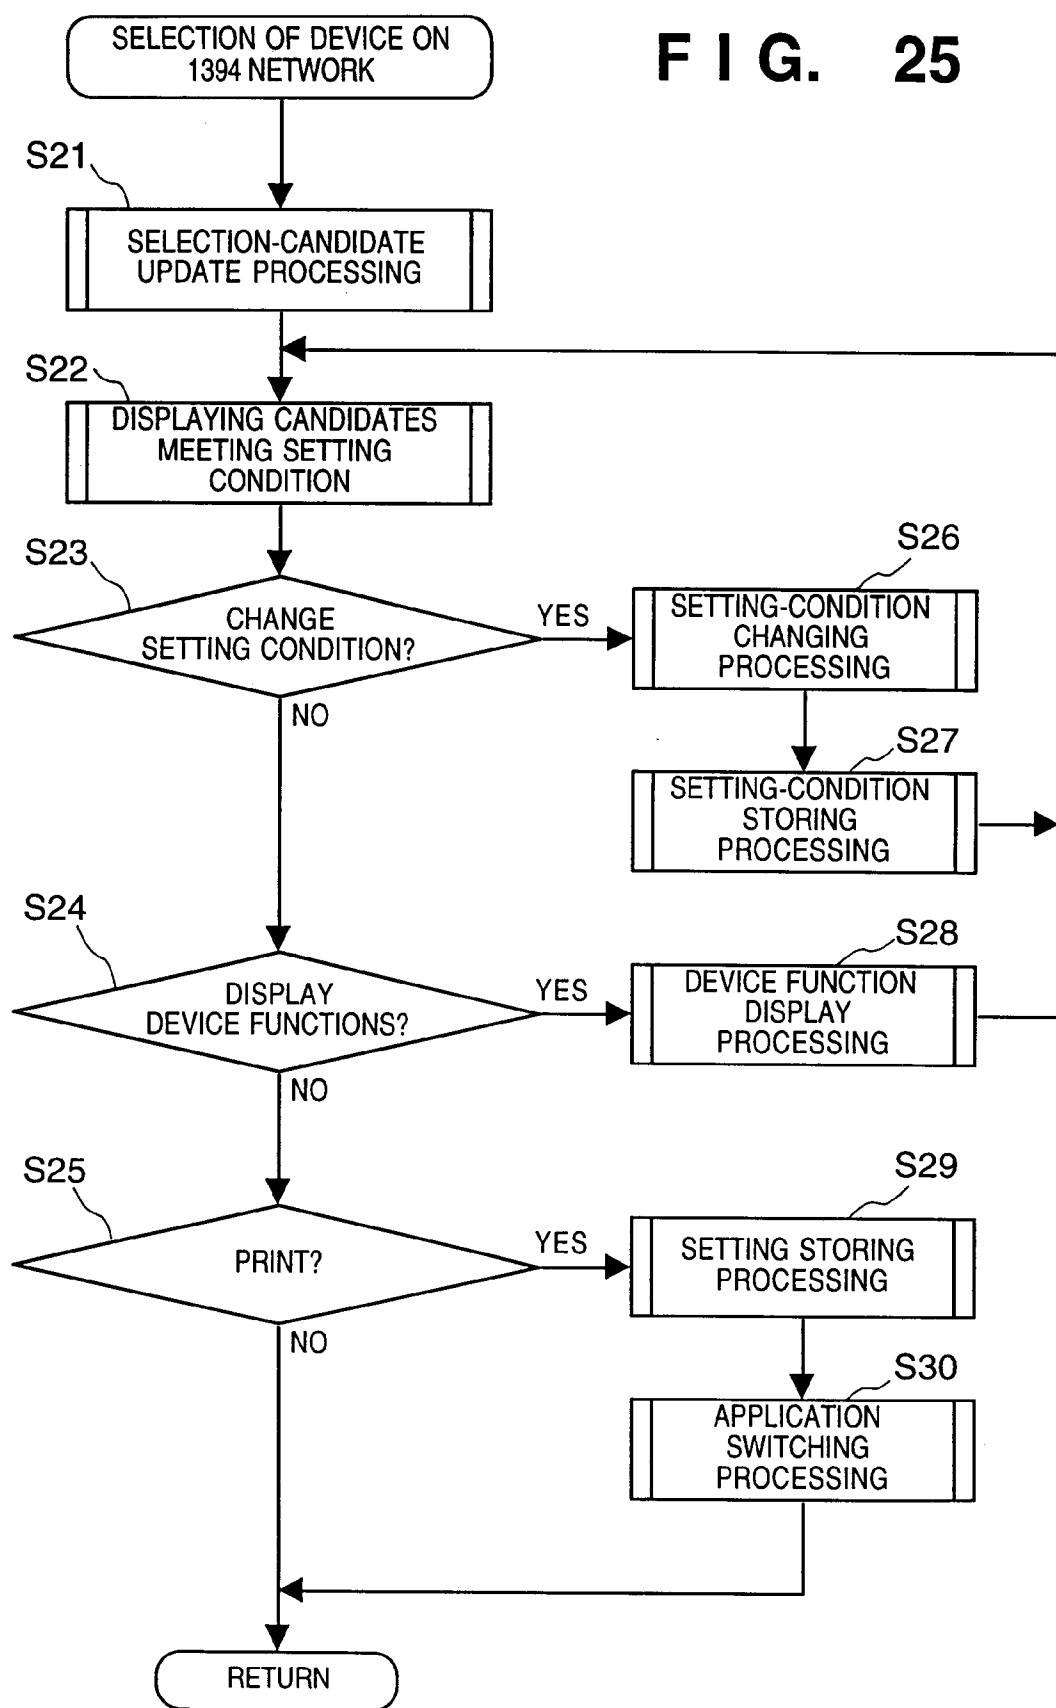 SELECTION OF DEVICE ON
1394 NETWORK
FIG. 25
S21
SELECTION-CANDIDATE
UPDATE PROCESSING
S22
DISPLAYING CANDIDATES
MEETING SETTING
CONDITION
S23
CHANGE
SETTING CONDITION?
YES
NO
S26
SETTING-CONDITION
CHANGING
PROCESSING
S27
SETTING-CONDITION
STORING
PROCESSING
S24
DISPLAY
DEVICE FUNCTIONS?
YES
NO
S28
DEVICE FUNCTION
DISPLAY
PROCESSING
S25
PRINT?
YES
NO
S29
SETTING STORING
PROCESSING
S30
APPLICATION
SWITCHING
PROCESSING
RETURN